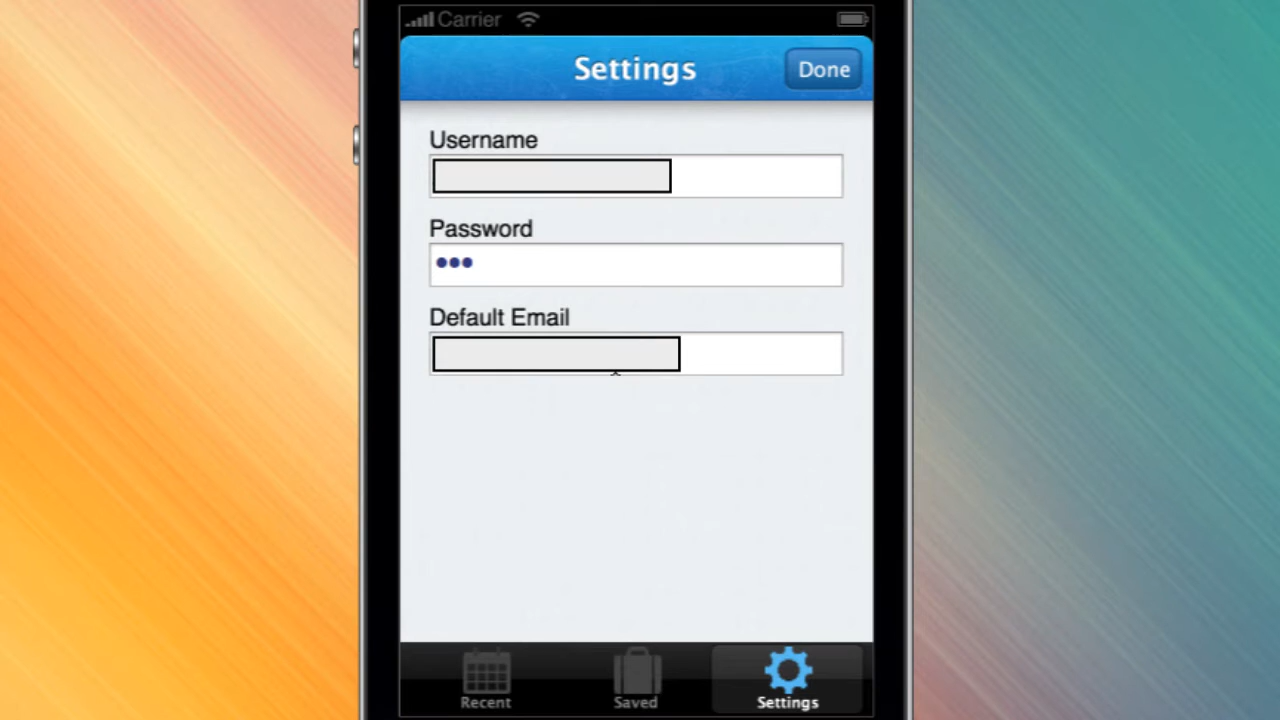 Carrier
Settings
Done
Username
Password
Default Email
Recent
Saved
Settings